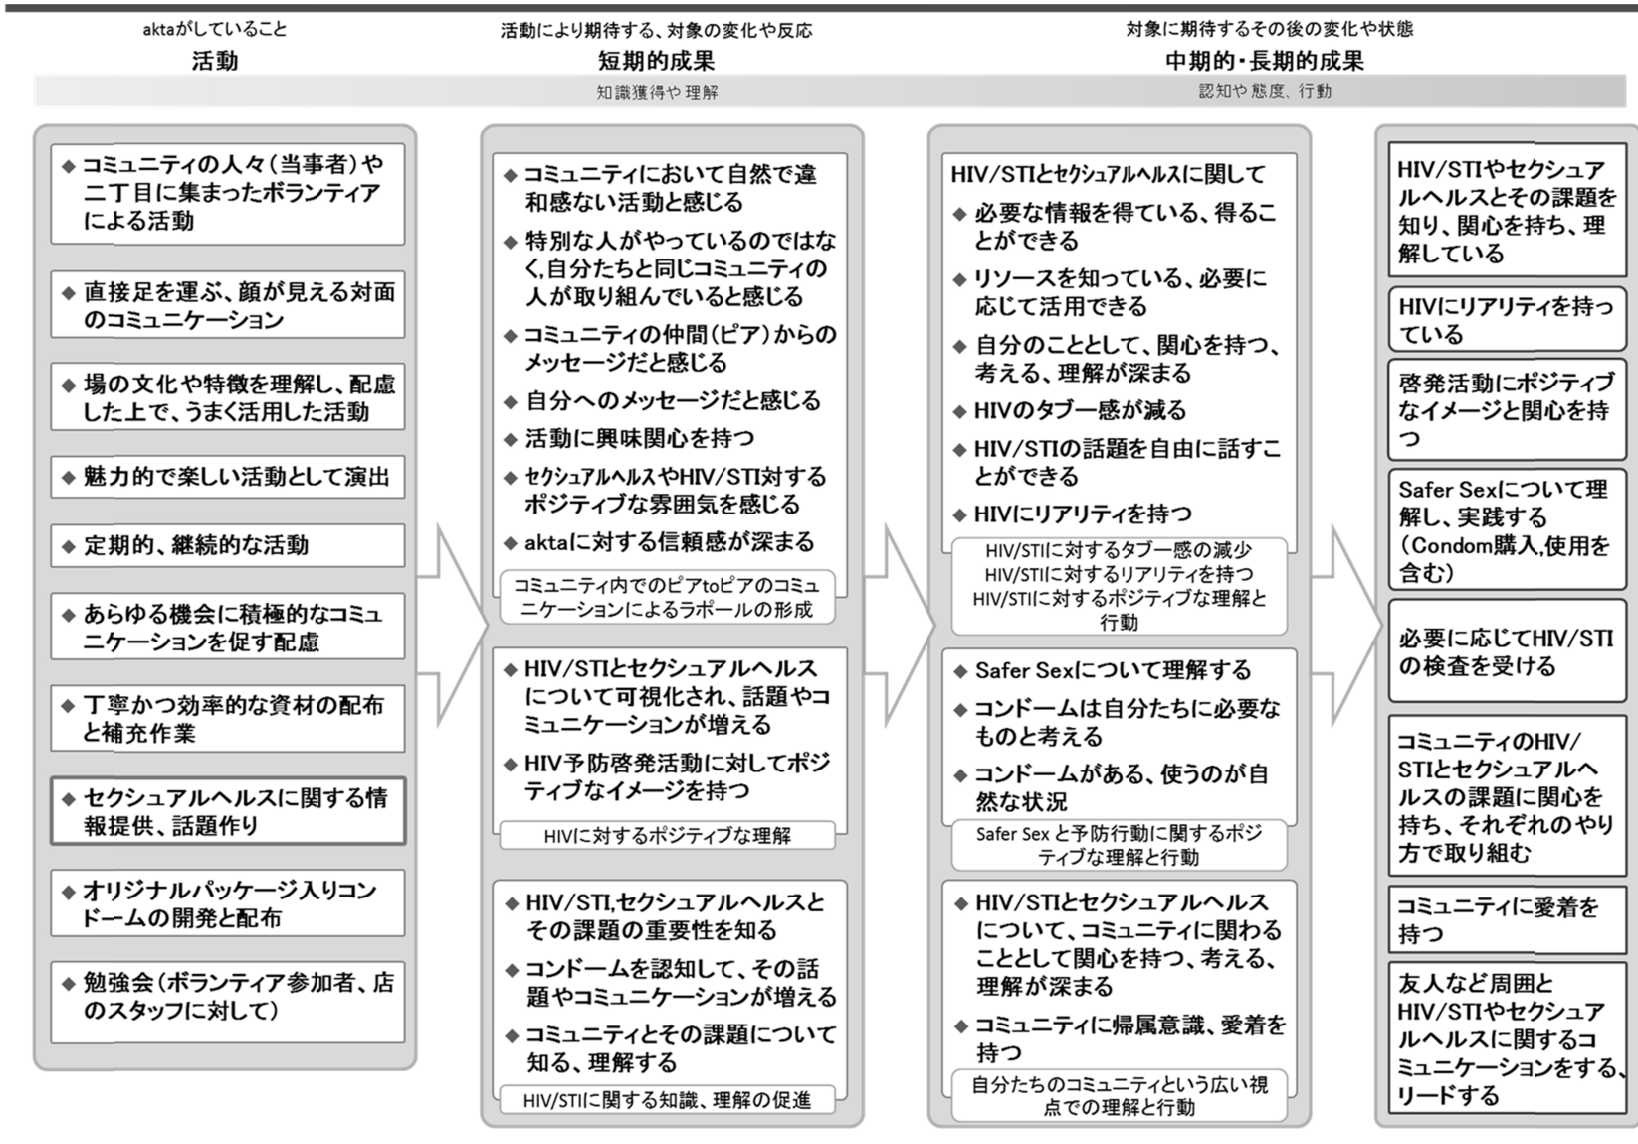 aktaがしていること
活動
活動により期待する、対象の変化や反応
短期的成果
対象に期待するその後の変化や状態
中期的・長期的成果
知識獲得や理解
認知や態度、行動
◆コミュニティの人々(当事者)や
二丁目に集まったボランティア
による活動
◆直接足を運ぶ、顔が見える対面
のコミュニケーション
◆場の文化や特徴を理解し、配慮
した上で、うまく活用した活動
◆魅力的で楽しい活動として演出
◆定期的、継続的な活動
◆あらゆる機会に積極的なコミュ
ニケーションを促す配慮
◆丁寧かつ効率的な資材の配布
と補充作業
◆セクシュアルヘルスに関する情
報提供、話題作り
◆オリジナルパッケージ入りコン
ドームの開発と配布
◆勉強会(ボランティア参加者、店
のスタッフに対して)
◆コミュニティにおいて自然で違
和感ない活動と感じる
◆特別な人がやっているのではな
く,自分たちと同じコミュニティの
人が取り組んでいると感じる
◆コミュニティの仲間(ピア)からの
メッセージだと感じる
◆自分へのメッセージだと感じる
◆活動に興味関心を持つ
◆セクシュアルヘルスやHIV/STI対する
ポジティブな雰囲気を感じる
◆aktaに対する信頼感が深まる
コミュニティ内でのピアtoピアのコミュ
ニケーションによるラポールの形成
◆HIV/STIとセクシュアルヘルス
について可視化され、話題やコ
ミュニケーションが増える
◆HIV予防啓発活動に対してポジ
ティブなイメージを持つ
HIVに対するポジティブな理解
◆HIV/STI,セクシュアルヘルスと
その課題の重要性を知る
◆コンドームを認知して、その話
題やコミュニケーションが増える
◆コミュニティとその課題について
知る、理解する
HIV/STIに関する知識、理解の促進
HIV/STIとセクシュアルヘルスに関して
◆必要な情報を得ている、得るこ
とができる
◆リソースを知っている、必要に
応じて活用できる
◆自分のこととして、関心を持つ、
考える、理解が深まる
◆HIVのタブー感が減る
◆HIV/STIの話題を自由に話すこ
とができる
◆HIVにリアリティを持つ
HIV/STIに対するタブー感の減少
HIV/STIに対するリアリティを持つ
HIV/STIに対するポジティブな理解と
行動
◆Safer Sexについて理解する
◆コンドームは自分たちに必要な
ものと考える
◆コンドームがある、使うのが自
然な状況
Safer Sex と予防行動に関するポジ
ティブな理解と行動
◆HIV/STIとセクシュアルヘルス
について、コミュニティに関わる
こととして関心を持つ、考える、
理解が深まる
◆コミュニティに帰属意識、愛着を
持つ
自分たちのコミュニティという広い視
点での理解と行動
HIV/STIやセクシュア
ルヘルスとその課題を
知り、関心を持ち、理
解している
HIVにリアリティを持っ
ている
啓発活動にポジティブ
なイメージと関心を持
つ
Safer Sexについて理
解し、実践する
(Condom購入,使用を
含む)
必要に応じてHIV/STI
の検査を受ける
コミュニティのHIV/
STIとセクシュアルヘ
ルスの課題に関心を
持ち、それぞれのやり
方で取り組む
コミュニティに愛着を
持つ
友人など周囲と
HIV/STIやセクシュア
ルヘルスに関するコ
ミュニケーションをする、
リードする